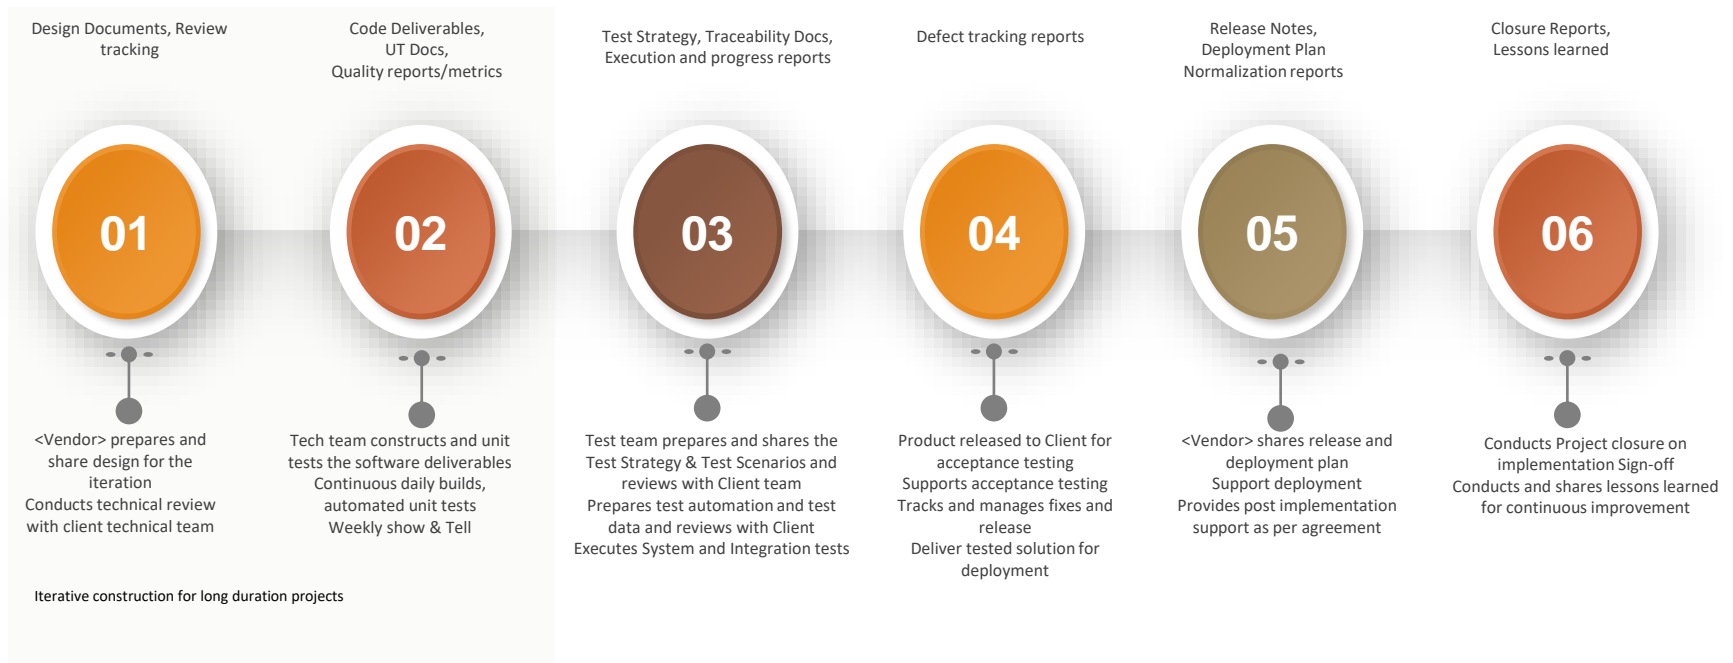 Design Documents, Review
tracking
Code Deliverables,
UT Docs,
Quality reports/metrics
Test Strategy, Traceability Docs,
Execution and progress reports
Defect tracking reports
Release Notes,
Deployment Plan
Normalization reports
Closure Reports,
Lessons learned
01
02
03
04
05
06
<Vendor> prepares and
share design for the
iteration
Conducts technical review
with client technical team
Tech team constructs and unit
tests the software deliverables
Continuous daily builds,
automated unit tests
Weekly show & Tell
Test team prepares and shares the
Test Strategy & Test Scenarios and
reviews with Client team
Prepares test automation and test
data and reviews with Client
Executes System and Integration tests
Product released to Client for
acceptance testing
Supports acceptance testing
Tracks and manages fixes and
release
Deliver tested solution for
deployment
<Vendor> shares release and
deployment plan
Support deployment
Provides post implementation
support as per agreement
Conducts Project closure on
implementation Sign-off
Conducts and shares lessons learned
for continuous improvement
Iterative construction for long duration projects